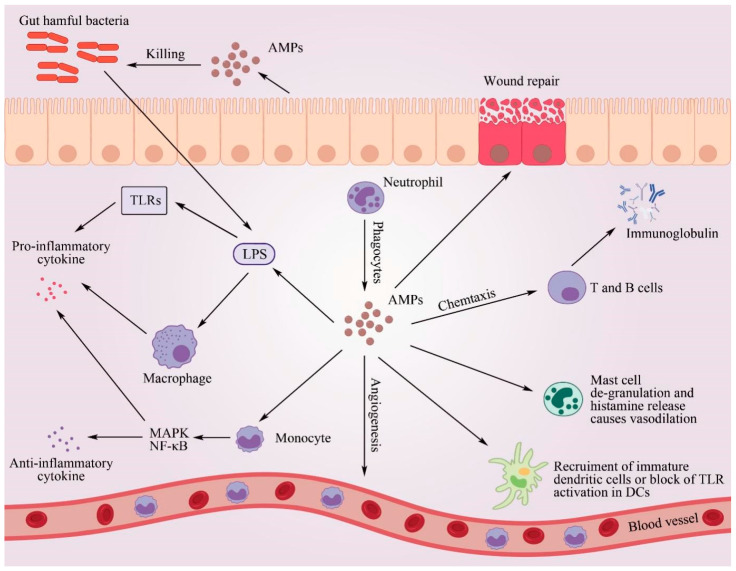 Gut hamful bacteria
Killing
AMPs
Wound repair
Neutrophil
TLRs
Phagocytes
Immunoglobulin
Pro-inflammatory
cytokine
LPS
AMPs
Chemtaxis
T and B cells
Macrophage
Angiogenesis
Mast cell
de-granulation and
histamine release
causes vasodilation
MAPK
NF-κB
Monocyte
Anti-inflammatory
cytokine
Recruiment of immature
dendritic cells or block of TLR
activation in DCs
Blood vessel